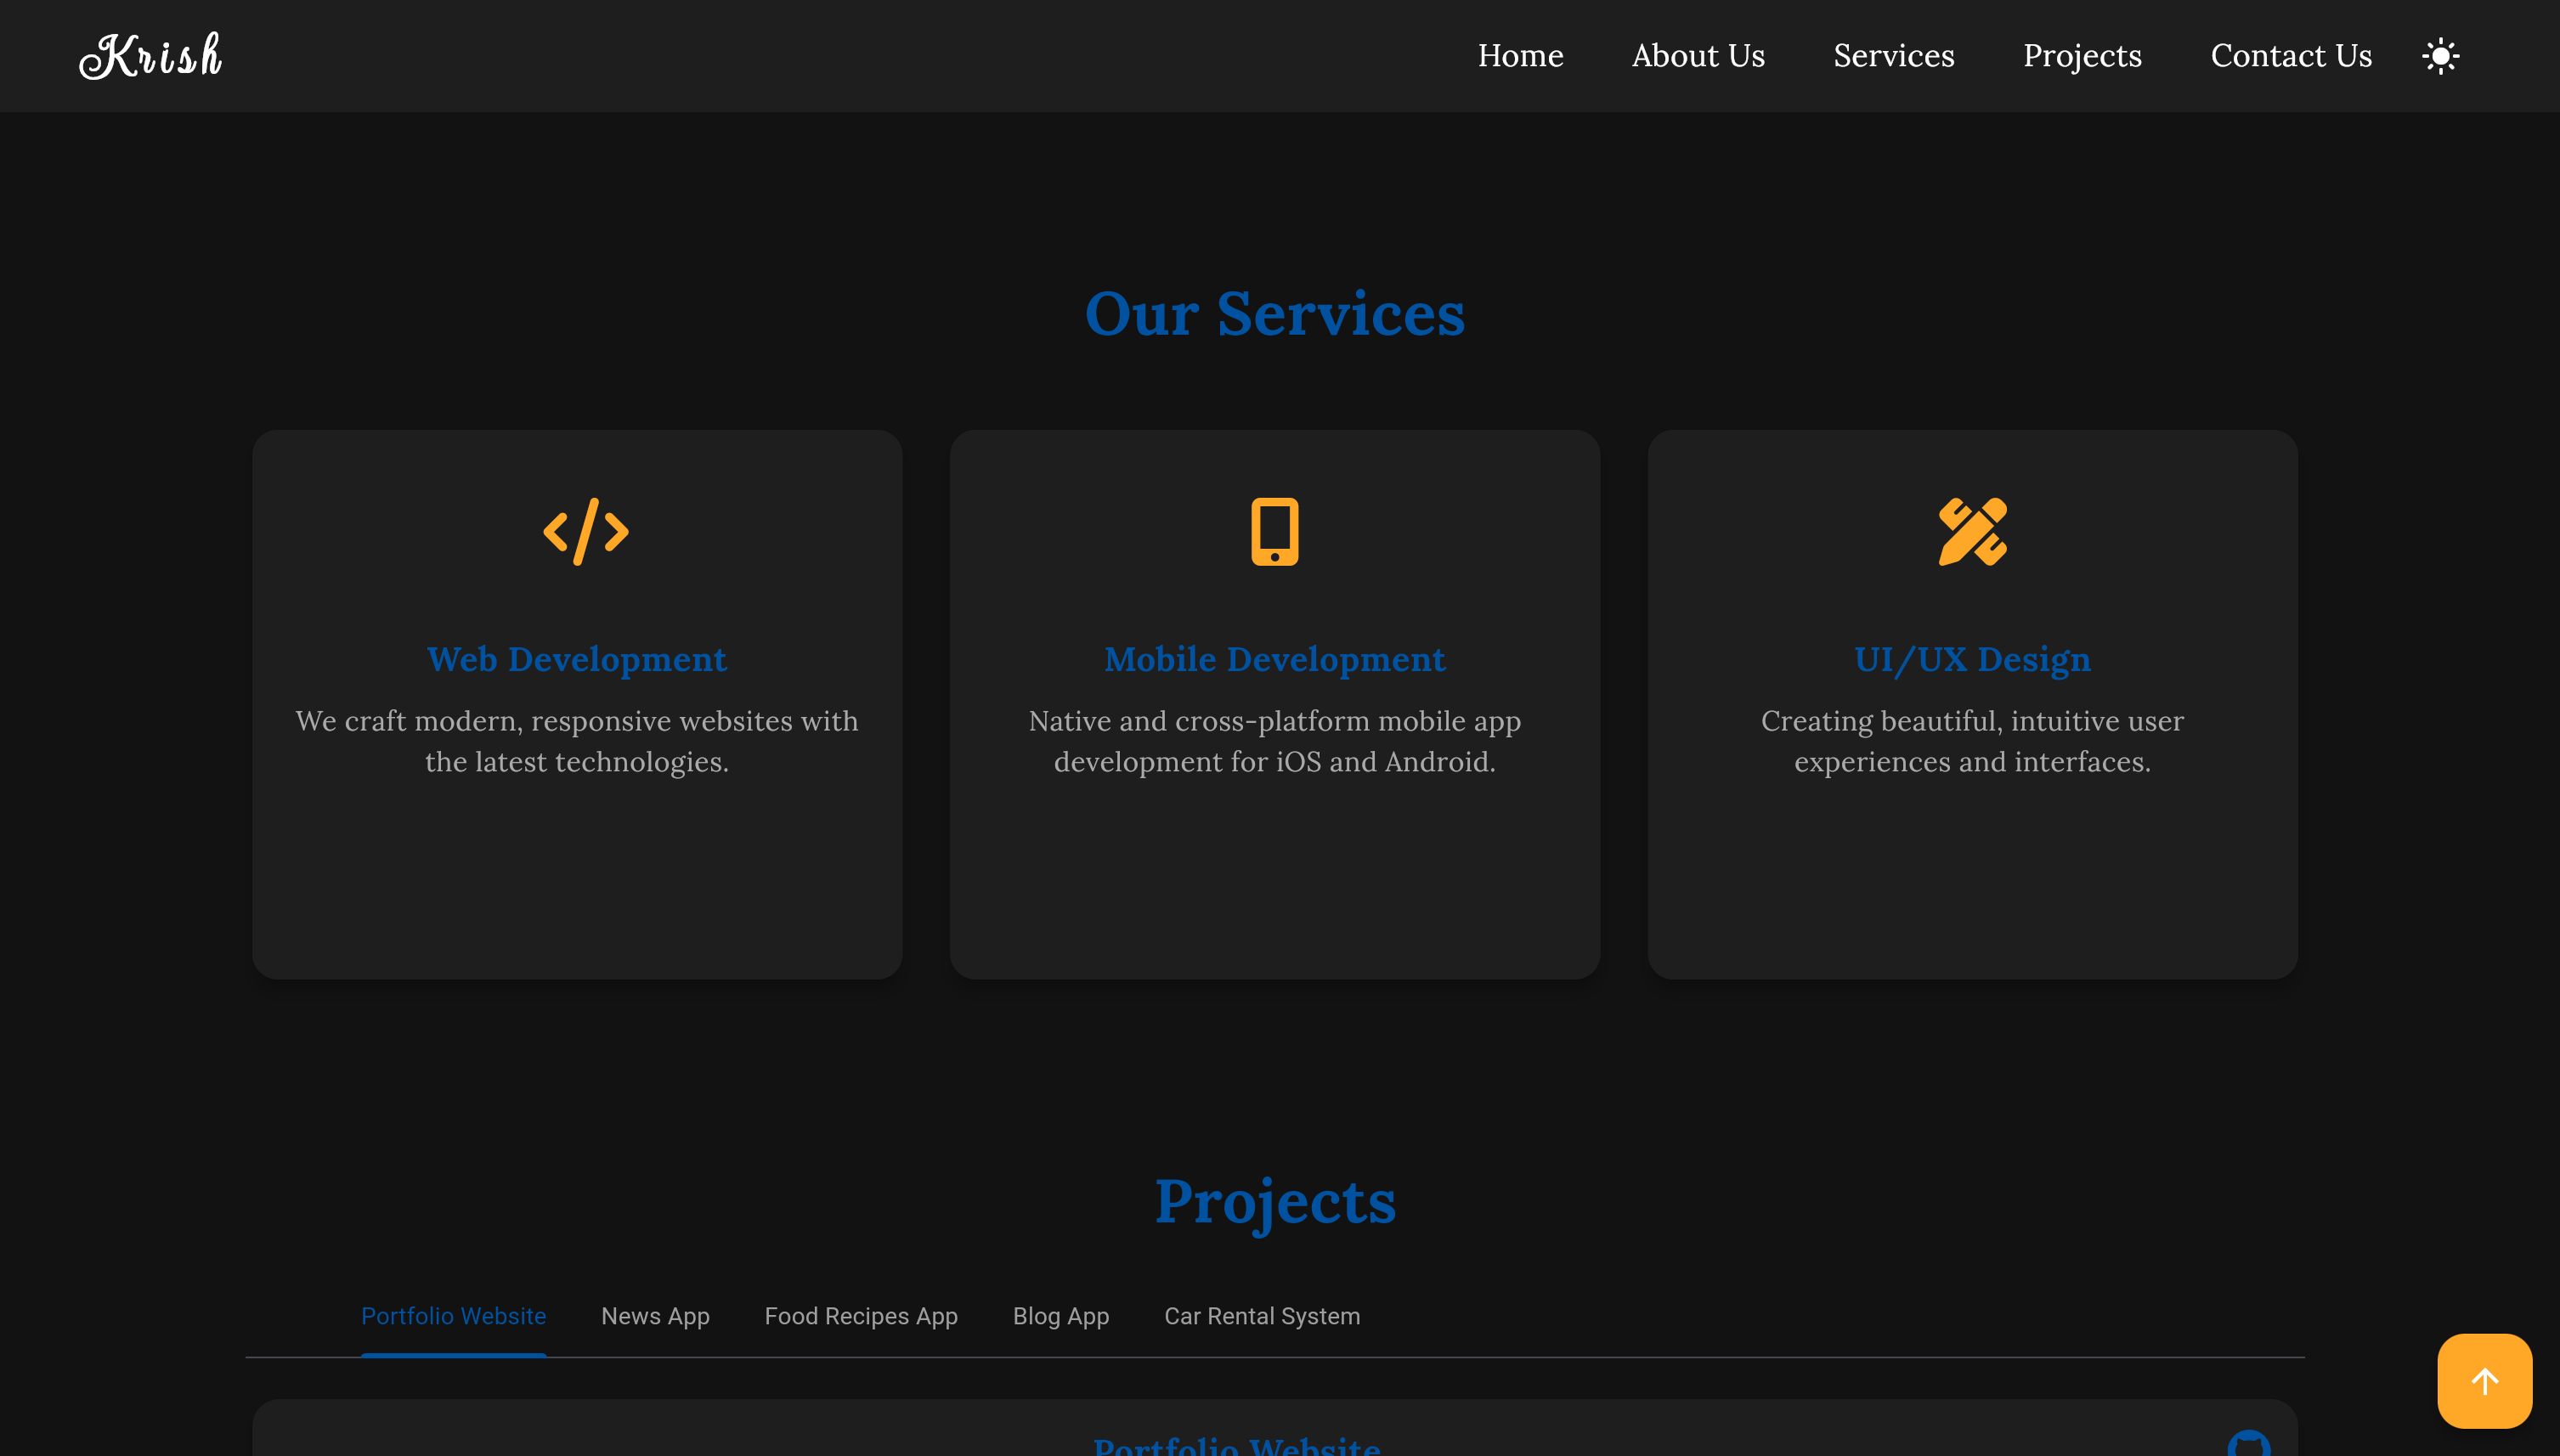 Krish
Home
About Us
Services
Projects
Contact Us
Our Services
Web Development
We craft modern, responsive websites with
the latest technologies.
Mobile Development
Native and cross-platform mobile app
development for iOS and Android.
UI/UX Design
Creating beautiful, intuitive user
experiences and interfaces.
Projects
Portfolio Website
News App
Food Recipes App
Blog App
Car Rental System
Portfolio Website